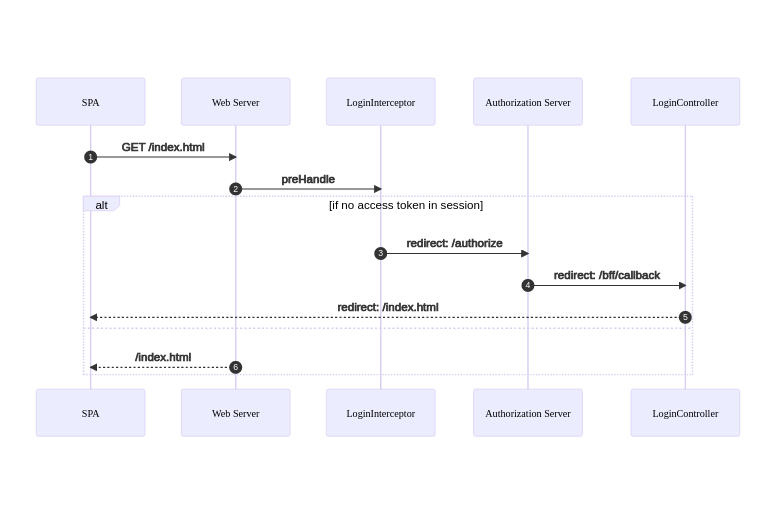 SPA
Web Server
LoginInterceptor
Authorization Server
LoginController
GET /index.html
1
preHandle
2
alt
[if no access token in session]
redirect: /authorize
3
redirect: /bff/callback
4
redirect: /index.html
5
/index.html
6
SPA
Web Server
LoginInterceptor
Authorization Server
LoginController